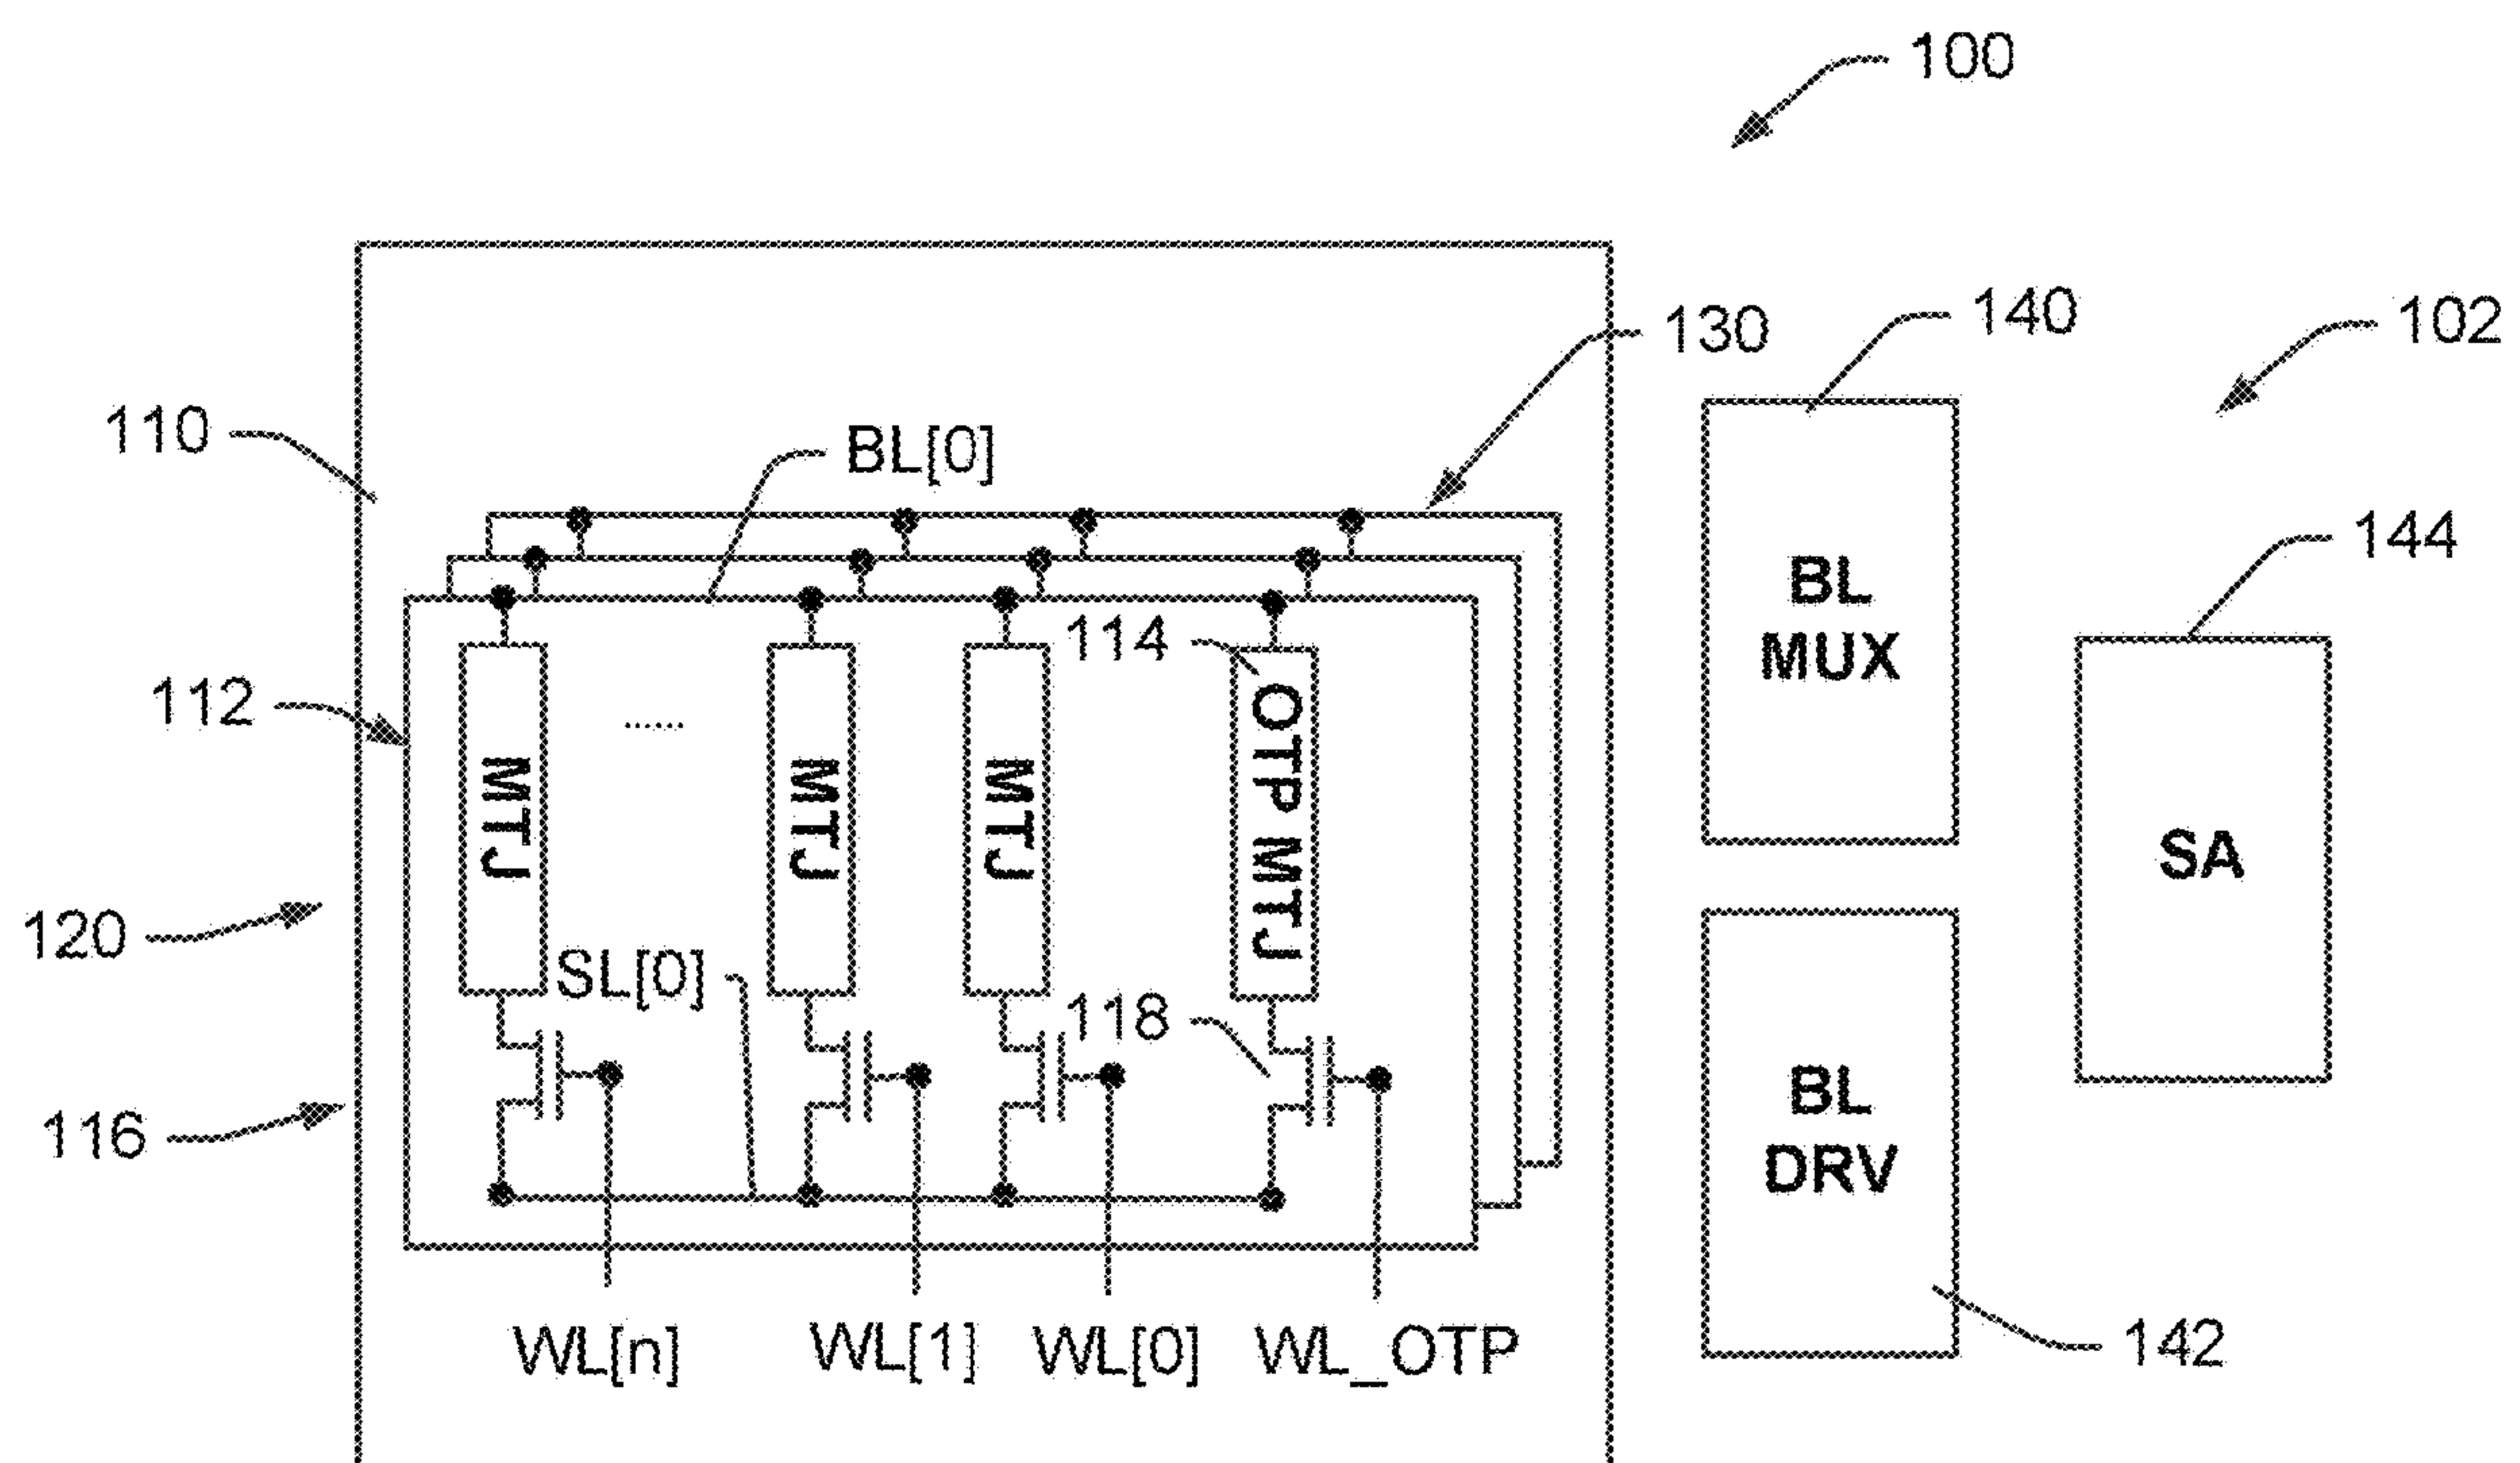 100
140
102
130
110
BL[0]
144
BL
MUX
114
112
MTJ
.....
MTJ
MTJ
OTP MTJ
SA
120
SL[0]
118
BL
DRV
116
WL[n]
WL[1]
WL[0]
WL_OTP
142